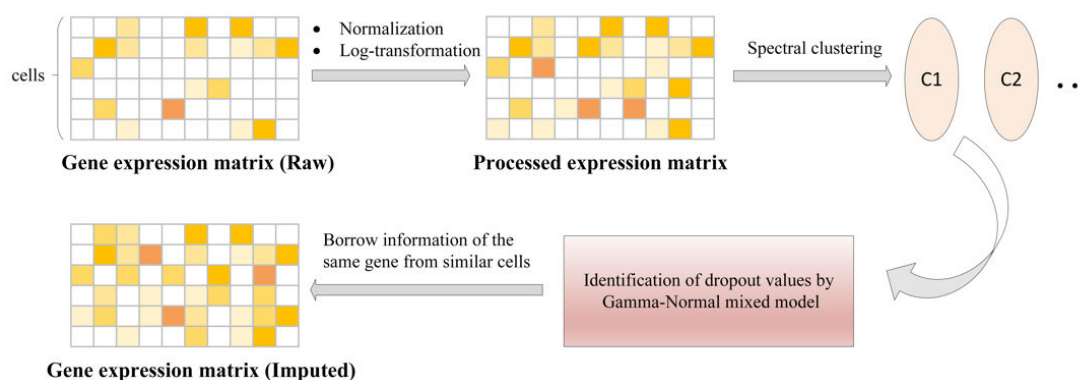 cells
Gene expression matrix (Raw)
• Normalization
• Log-transformation
Processed expression matrix
Spectral clustering
C1
C2
..
Identification of dropout values by
Gamma-Normal mixed model
Borrow information of the
same gene from similar cells
Gene expression matrix (Imputed)